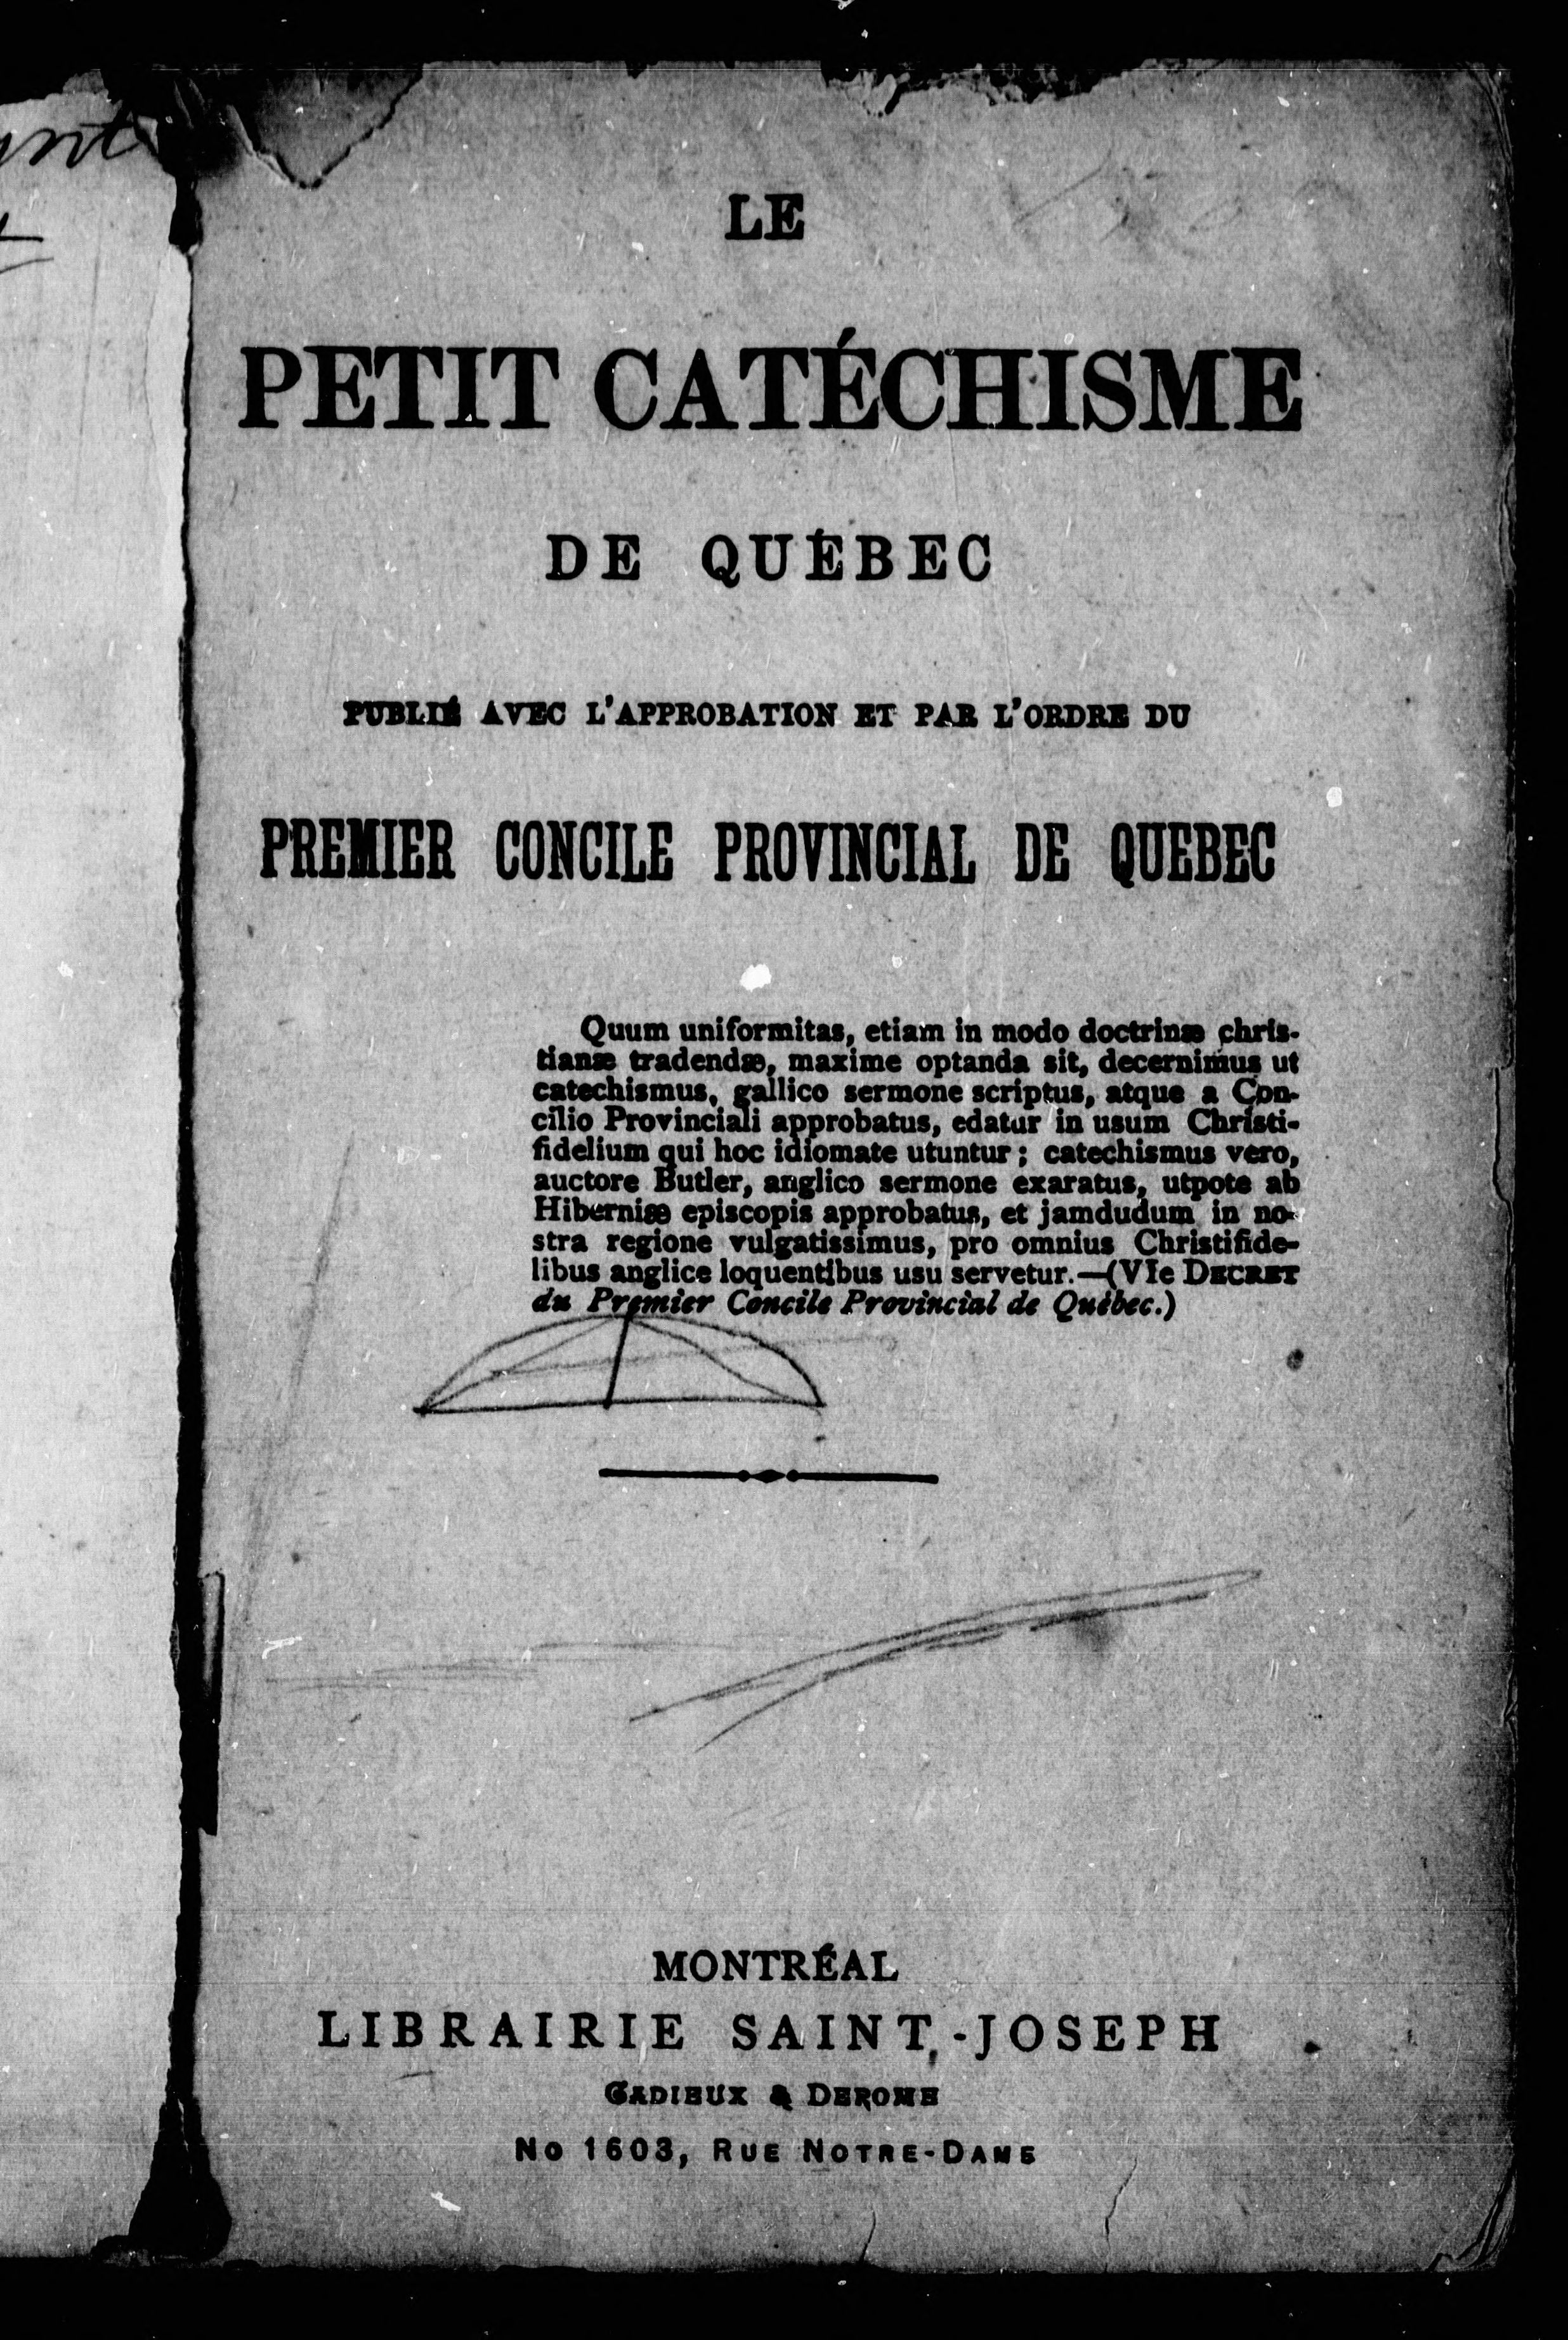 LE
PETIT CATÉCHISME
DE QUÉBEC
PUBLIÉ AVEC L'APPROBATION ET PAR L'ORDRE DU
PREMIER CONCILE PROVINCIAL DE QUEBEC
Quum uniformitas, etiam in modo doctrinæ chris-
tianæ tradendæ, maxime optanda sit, decernimus ut
catechismus, gallico sermone scriptus, atque a Con-
cilio Provinciali approbatus, edatur in usum Christi-
fidelium qui hoc idiomate utuntur; catechismus vero,
auctore Butler, anglico sermone exaratus, utpote ab
Hiberniæ episcopis approbatus, et jamdudum in no-
stra regione vulgatissimus, pro omnius Christifide-
libus anglice loquentibus usu servetur.—(VIe DECRET
du Premier Concile Provincial de Québec.)
MONTRÉAL
LIBRAIRIE SAINT-JOSEPH
CADIEUX & DEROME
No 1603, RUE NOTRE-DAME